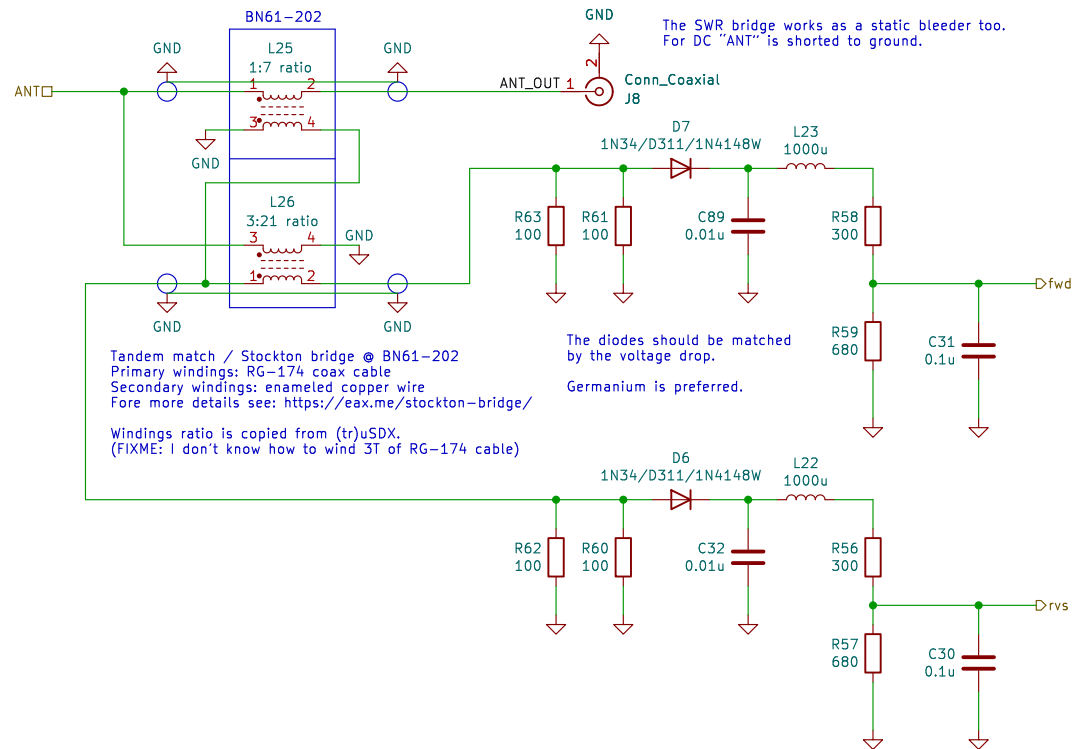 BN61-202
GND
The SWR bridge works as a static bleeder too.
For DC "ANT" is shorted to ground.
GND
L25
GND
1:7 ratio
2
ANT
1
2
ANT_OUT
1
Conn_Coaxial
J8
3
4
GND
D7
1N34/D311/1N4148W
L23
1000u
L26
3:21 ratio
3
4
GND
R63
100
R61
100
C89
0.01u
R58
300
1
2
fwd
GND
GND
R59
680
C31
0.1u
The diodes should be matched
by the voltage drop.
Germanium is preferred.
Tandem match / Stockton bridge @ BN61-202
Primary windings: RG-174 coax cable
Secondary windings: enameled copper wire
Fore more details see: https://eax.me/stockton-bridge/
Windings ratio is copied from (tr)uSDX.
(FIXME: I don't know how to wind 3T of RG-174 cable)
D6
1N34/D311/1N4148W
L22
1000u
R62
100
R60
100
C32
0.01u
R56
300
rvs
R57
680
C30
0.1u